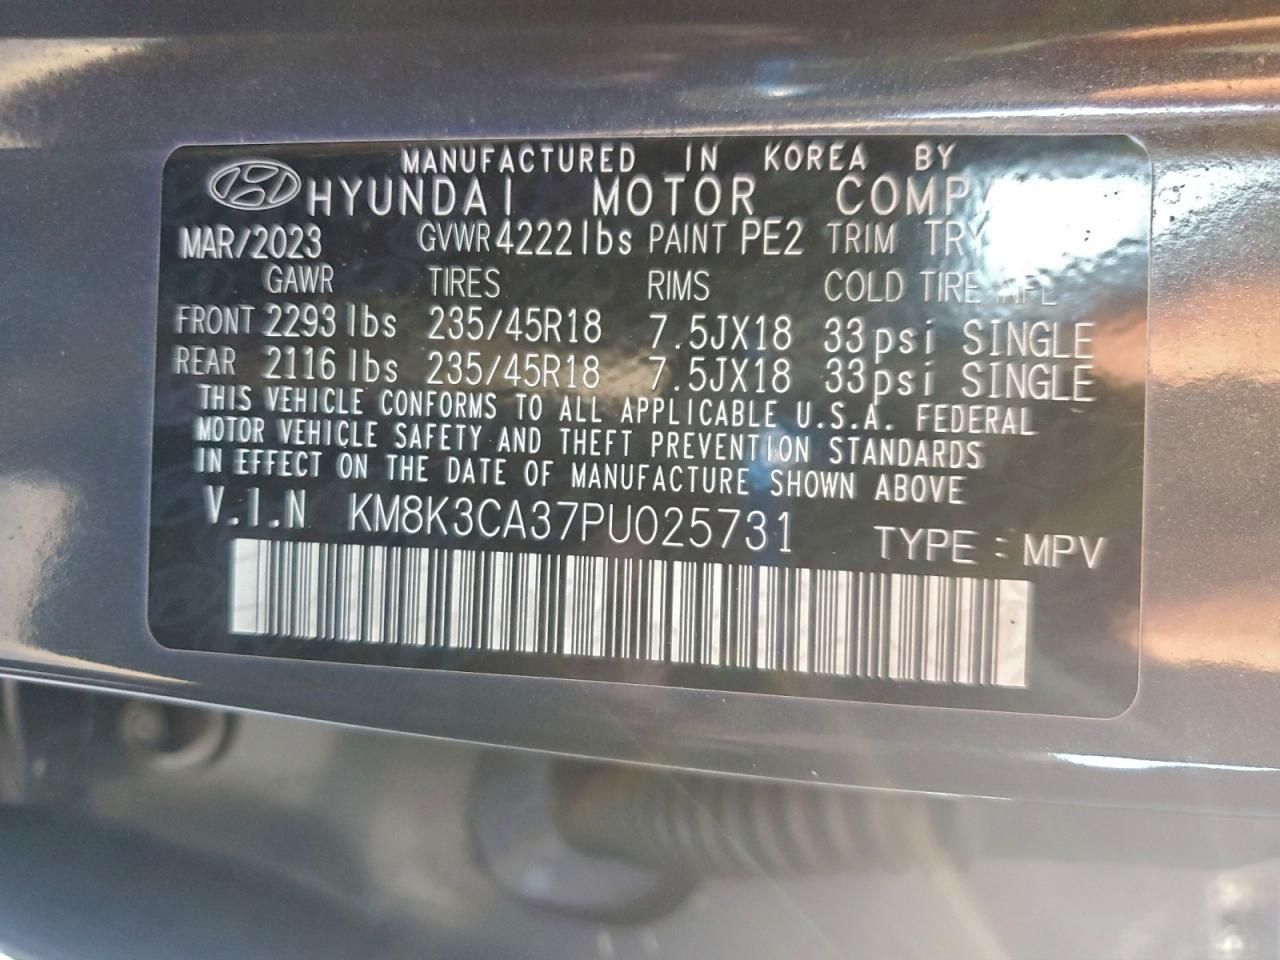 MANUFACTURED IN KOREA BY
HYUNDAI MOTOR
MAR/2023 GVWR 4222 lbs PAINT PE2 TRIM TRY
GAWR TIRES RIMS COLD TIRE INFL
FRONT 2293 lbs 235/45R18 7.5JX18 33psi SINGLE
REAR 2116 lbs 235/45R18 7.5JX18 33psi SINGLE
THIS VEHICLE CONFORMS TO ALL APPLICABLE U.S.A. FEDERAL
MOTOR VEHICLE SAFETY AND THEFT PREVENTION STANDARDS
IN EFFECT ON THE DATE OF MANUFACTURE SHOWN ABOVE
V.I.N KM8K3CA37PU025731 TYPE : MPV